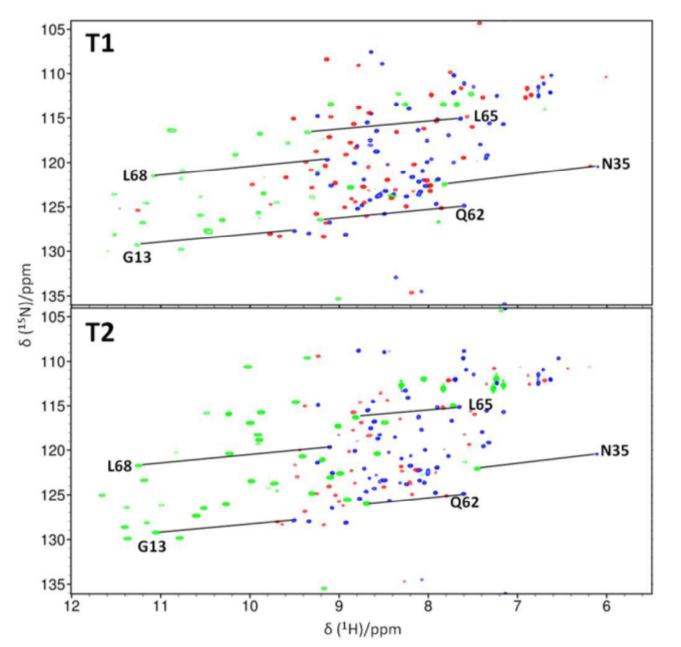 T1
105
110
115
120
125
130
135
L65
N35
L68
Q62
G13
T2
105
110
115
120
125
130
135
L65
N35
L68
Q62
G13
12 11 10 9 8 7 6
δ (¹H)/ppm
δ (¹⁵N)/ppm